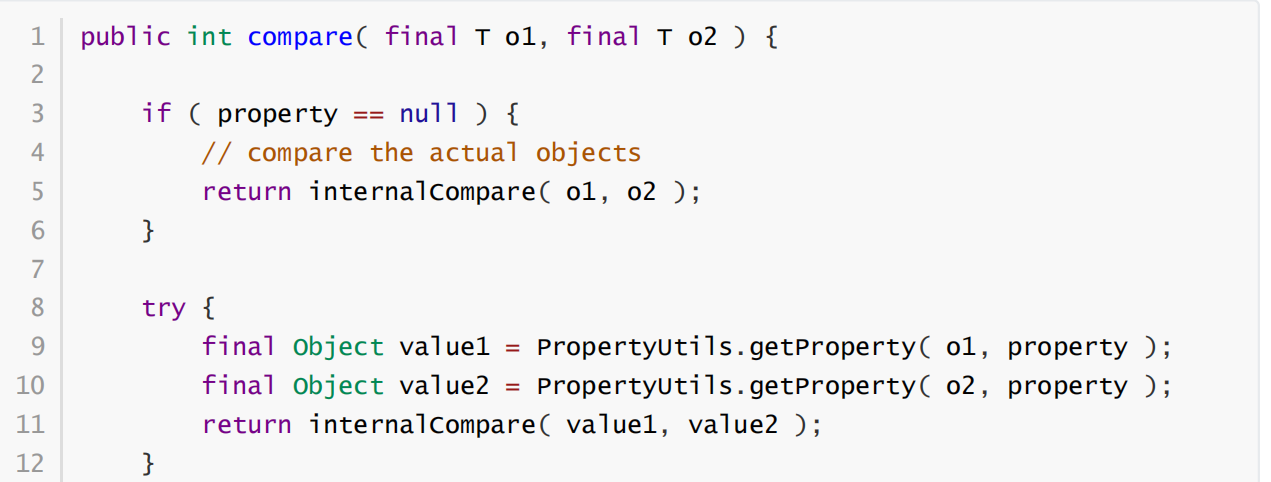 1 public int compare( final T o1, final T o2 ) {
2
3     if ( property == null ) {
4         // compare the actual objects
5         return internalCompare( o1, o2 );
6     }
7
8     try {
9         final Object value1 = PropertyUtils.getProperty( o1, property );
10         final Object value2 = PropertyUtils.getProperty( o2, property );
11         return internalCompare( value1, value2 );
12     }